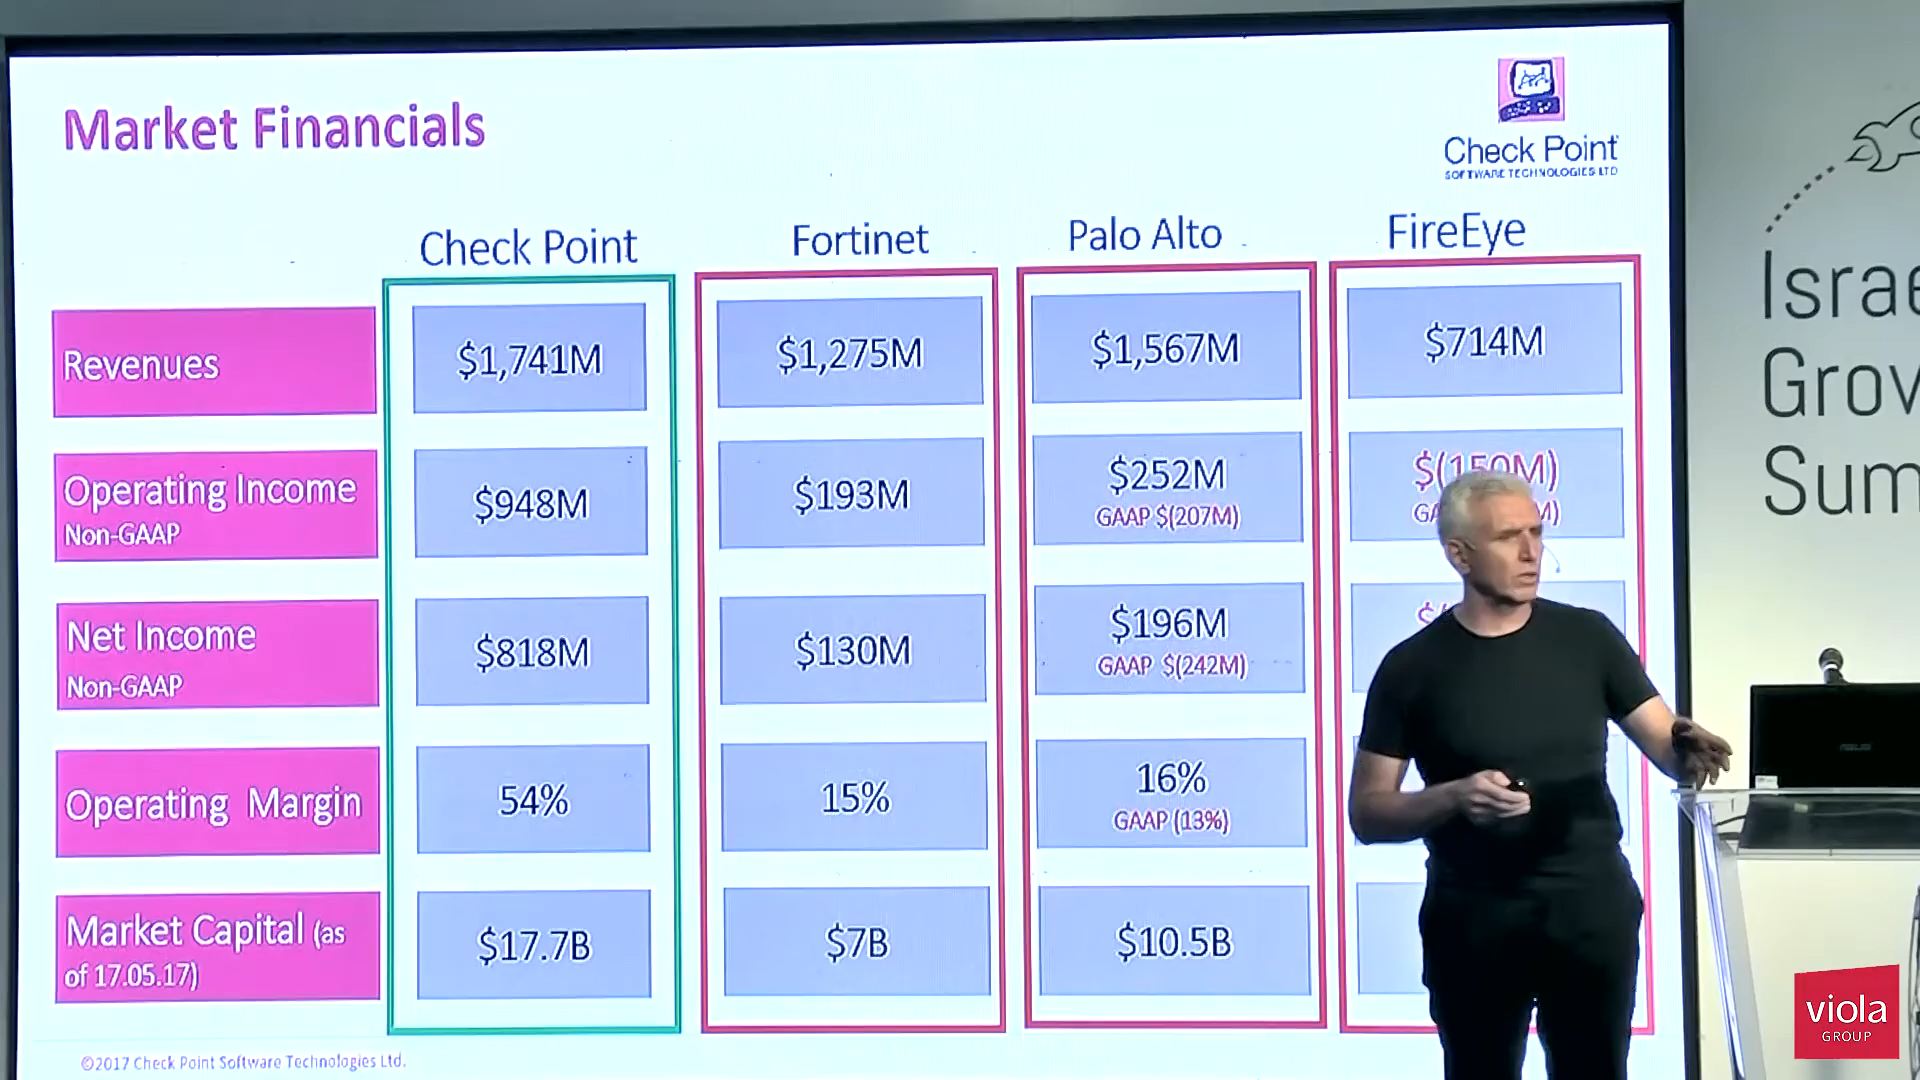 Market Financials
Check Point
SOFTWARE TECHNOLOGIES LTD
Check Point
Fortinet
Palo Alto
FireEye
Revenues
$1,741M
$1,275M
$1,567M
$714M
Operating Income
Non-GAAP
$948M
$193M
$252M
GAAP $(207M)
$(150M)
Net Income
Non-GAAP
$818M
$130M
$196M
GAAP $(242M)
Operating Margin
54%
15%
16%
GAAP (13%)
Market Capital (as
of 17.05.17)
$17.7B
$7B
$10.5B
©2017 Check Point Software Technologies Ltd.
Israe
Grov
Sum
ASUS
viola
GROUP